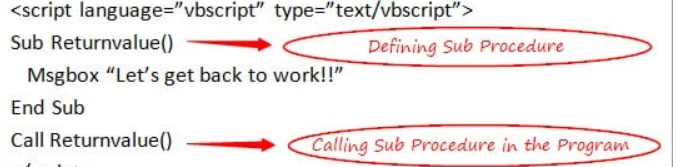 <script language=”vbscript” type=”text/vbscript”>
Sub Returnvalue() Defining Sub Procedure
Msgbox “Let’s get back to work!!”
End Sub
Call Returnvalue() Calling Sub Procedure in the Program